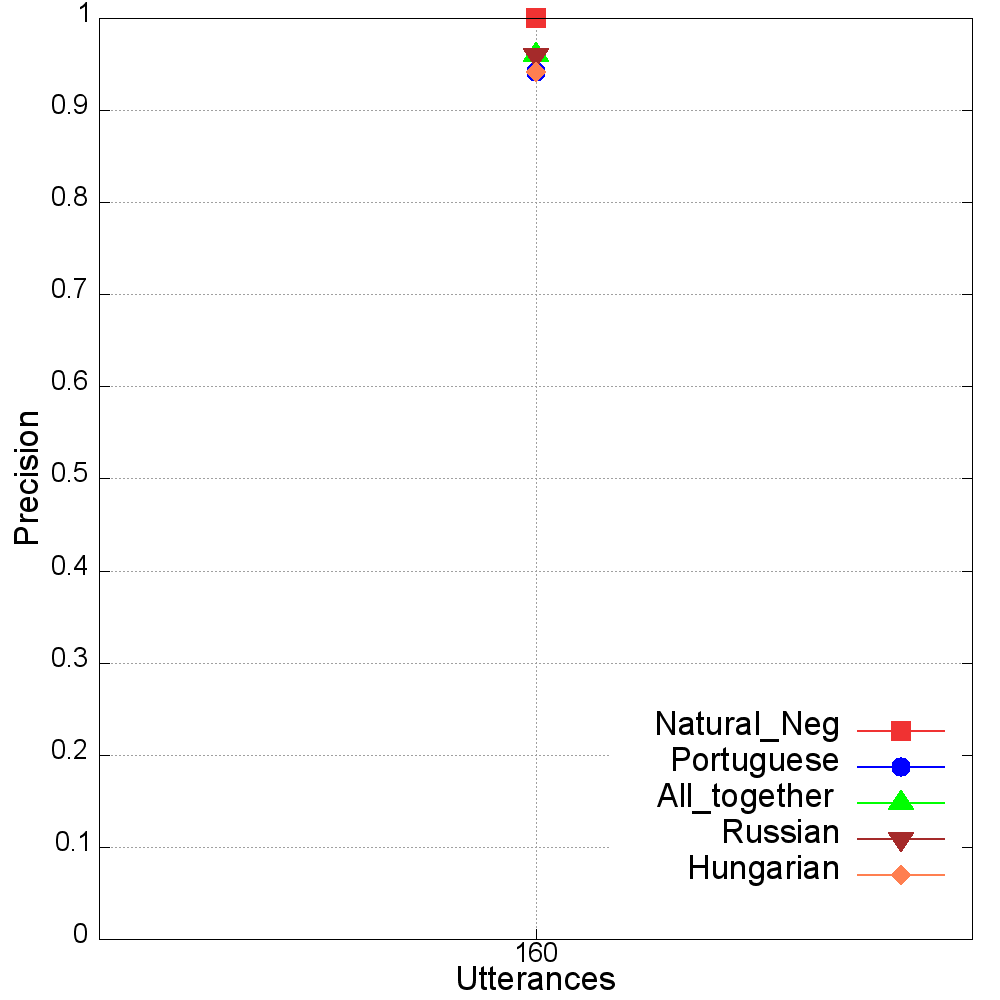 1
0.9
0.8
0.7
0.6
0.5
0.4
0.3
0.2
0.1
0
Precision
160
Utterances
Natural_Neg
Portuguese
All_together
Russian
Hungarian